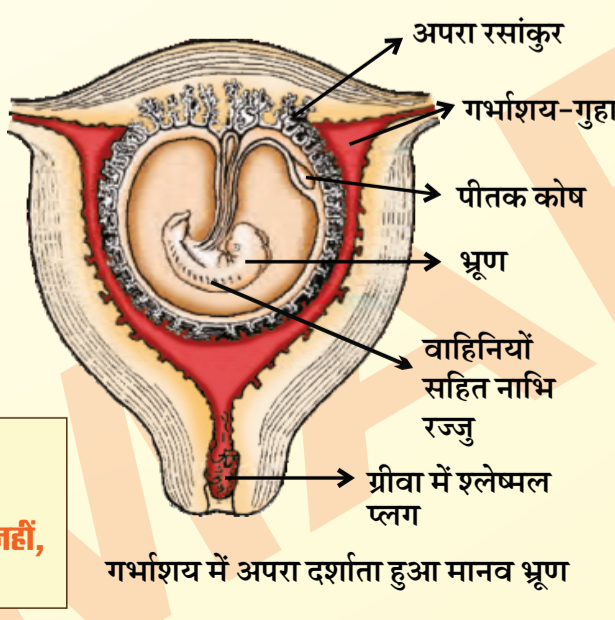 अपरा रसांकुर
गर्भाशय-गुहा
पीतक कोष
भ्रूण
वाहिनियों
सहित नाभि
रज्जु
ग्रीवा में श्लेष्मल
प्लग
गर्भाशय में अपरा दर्शाता हुआ मानव भ्रूण